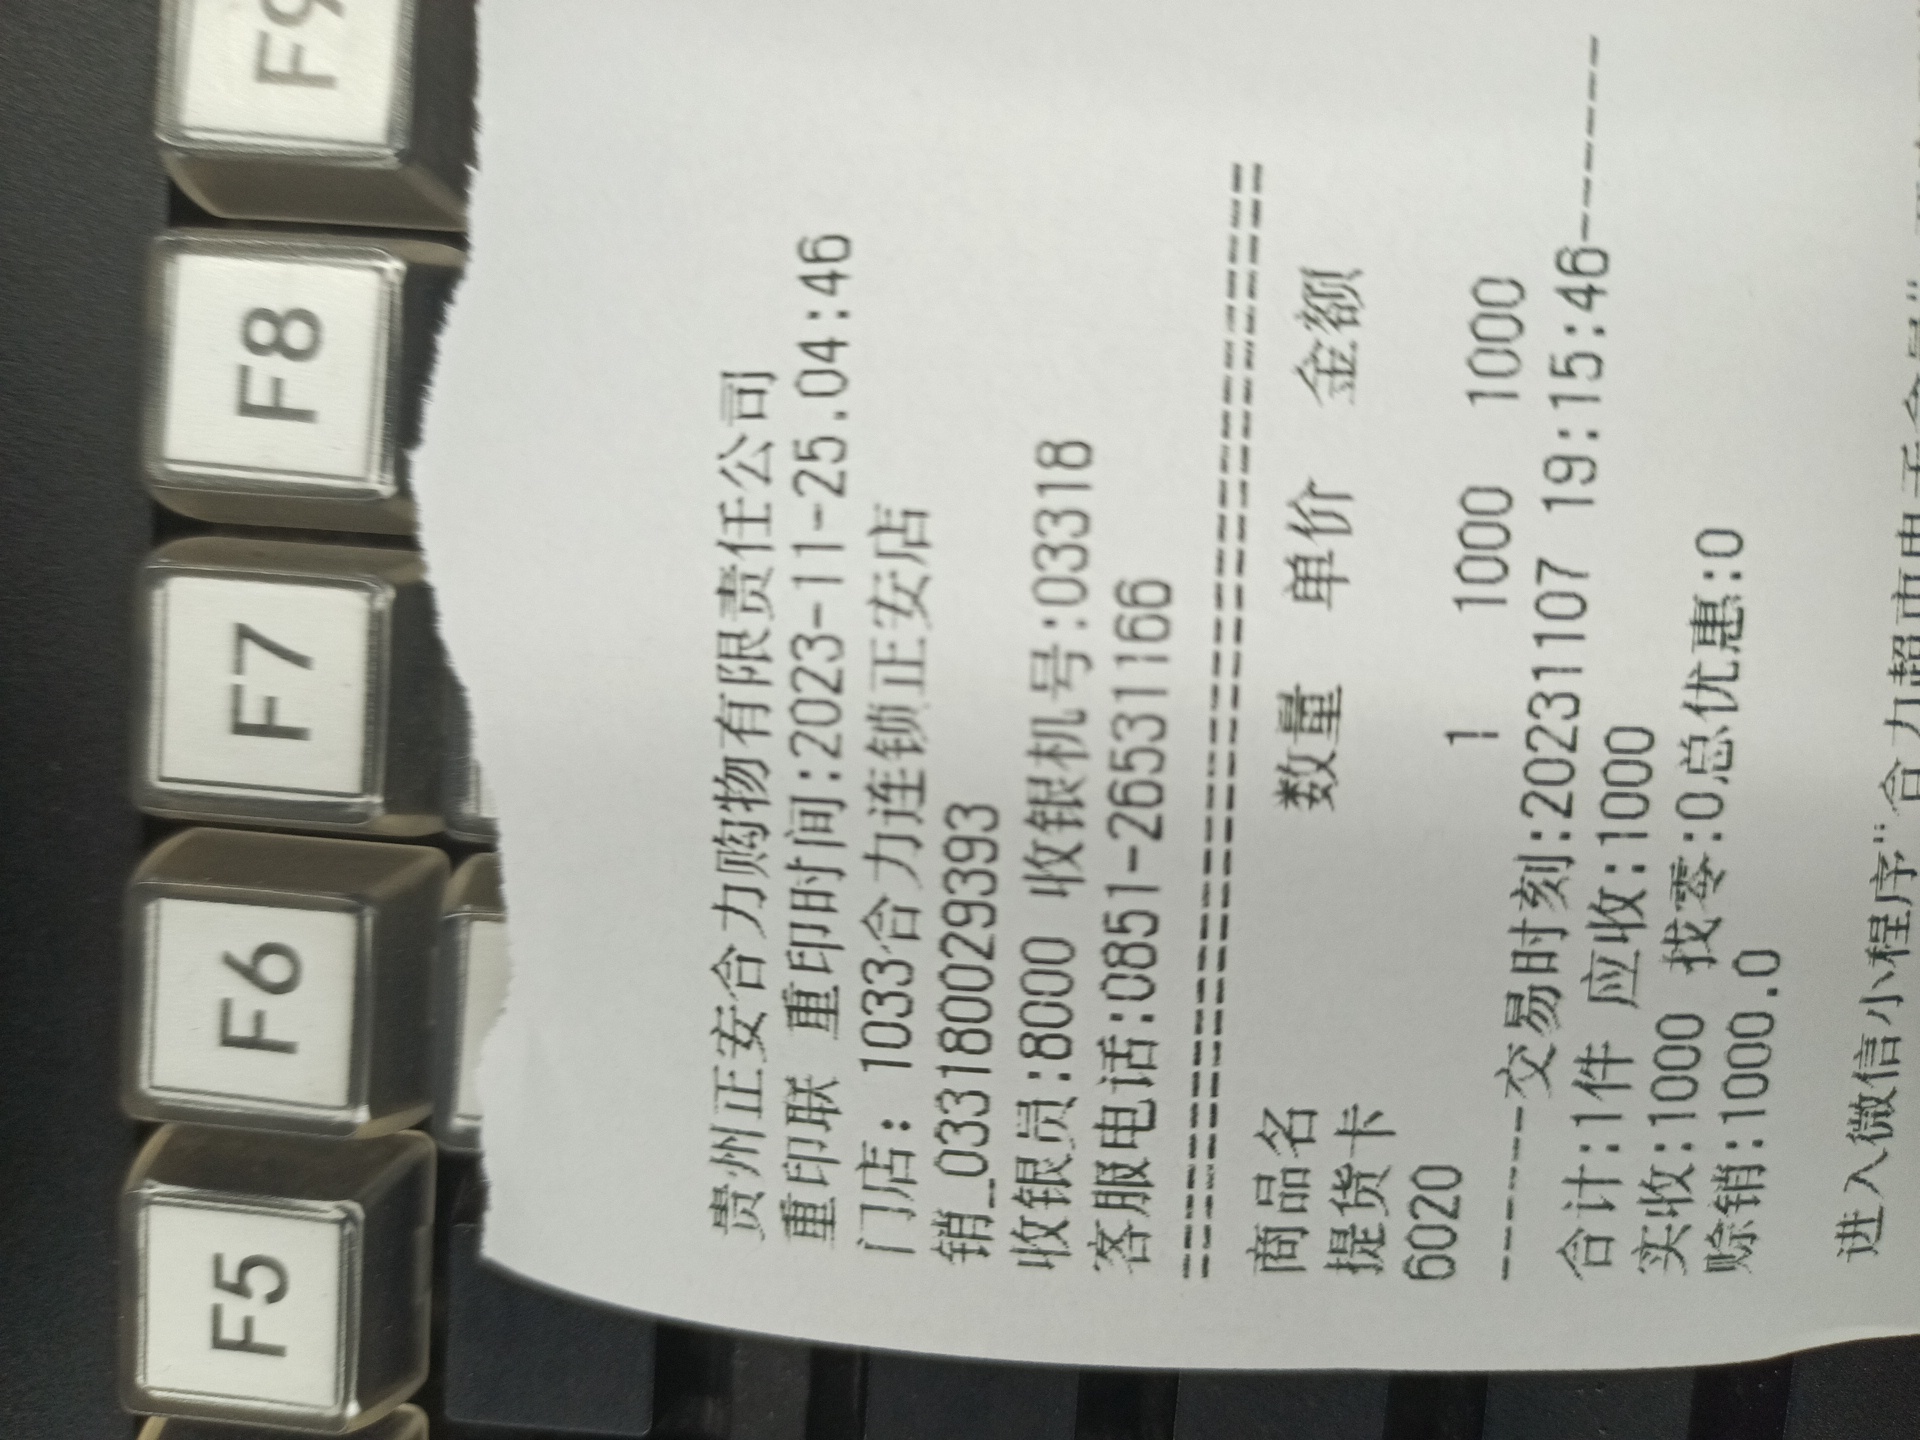 贵州正安合力购物有限责任公司
重印联 重印时间:2023-11-25.04:46
门店: 1033合力连锁正安店
销_033180029393
收银员:8000 收银机号:03318
客服电话:0851-26531166
==========================================
商品名 数量 单价 金额
提货卡
6020 1 1000 1000
------交易时刻:20231107 19:15:46------
合计:1件 应收:1000
实收:1000 找零:0总优惠:0
赊销:1000.0
进入微信小程序"合力超市电子会员"
F5
F6
F7
F8
F9